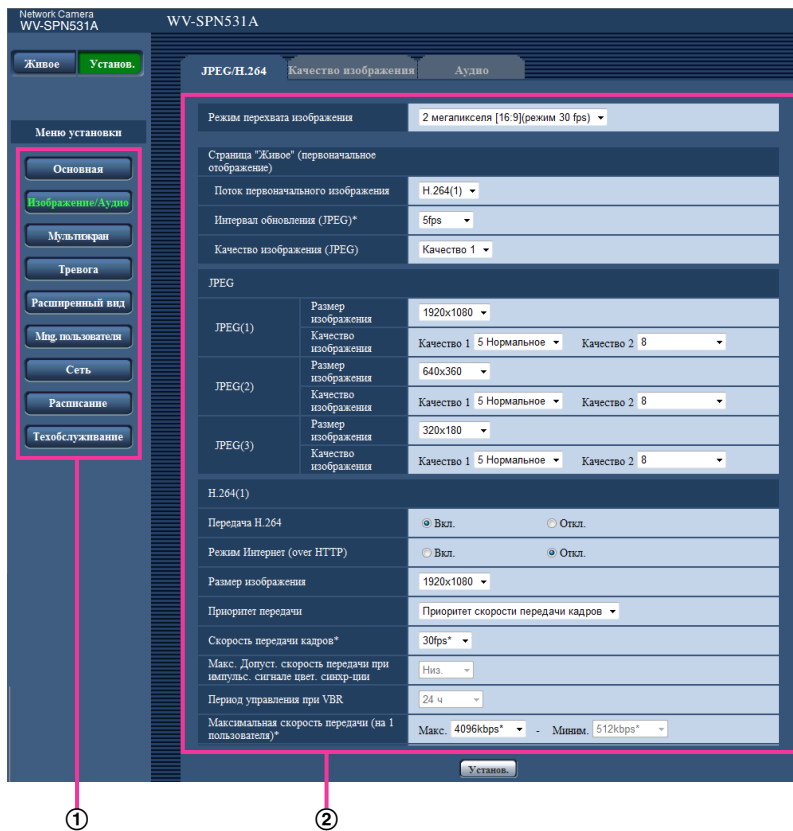 Network Camera
WV-SPN531A
WV-SPN531A
Живое
Установ.
JPEG/H.264
Качество изображения
Аудио
Меню установки
Основная
Изображение/Аудио
Мультиэкран
Тревога
Расширенный вид
Mng. пользователя
Сеть
Расписание
Техобслуживание
Режим перехвата изображения
2 мегапикселя [16:9](режим 30 fps)
Страница "Живое" (первоначальное
отображение)
Поток первоначального изображения
H.264(1)
Интервал обновления (JPEG)*
5fps
Качество изображения (JPEG)
Качество 1
JPEG
JPEG(1)
Размер
изображения
1920x1080
Качество
изображения
Качество 1 5 Нормальное Качество 2 8
JPEG(2)
Размер
изображения
640x360
Качество
изображения
Качество 1 5 Нормальное Качество 2 8
JPEG(3)
Размер
изображения
320x180
Качество
изображения
Качество 1 5 Нормальное Качество 2 8
H.264(1)
Передача H.264
Вкл. Откл.
Режим Интернет (over HTTP)
Вкл. Откл.
Размер изображения
1920x1080
Приоритет передачи
Приоритет скорости передачи кадров
Скорость передачи кадров*
30fps*
Макс. Допуст. скорость передачи при
импульс. сигнале цвет. синхр-ции
Низ.
Период управления при VBR
24 ч
Максимальная скорость передачи (на 1
пользователя)*
Макс. 4096kbps* - Миним. 512kbps*
Установ.
① ②